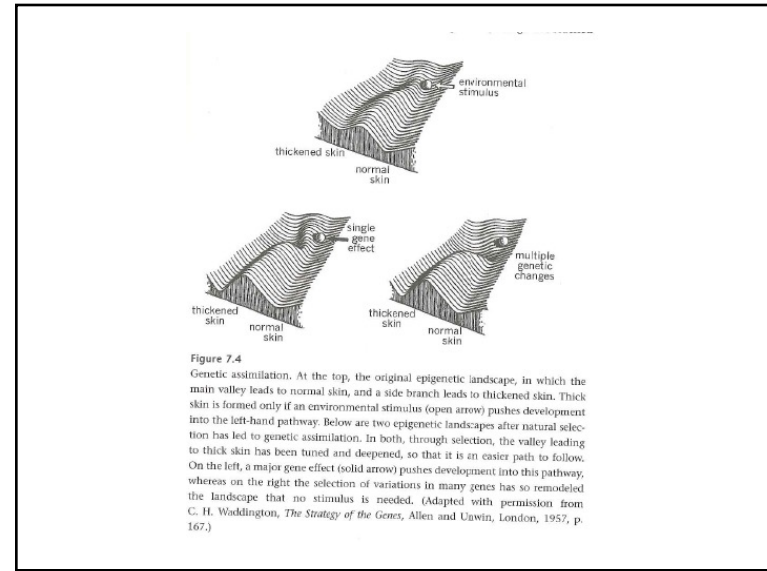 environmental
stimulus
thickened skin
normal
skin
single
gene
effect
multiple
genetic
changes
thickened
skin
normal
skin
thickened
skin
normal
skin
Figure 7.4
Genetic assimilation. At the top, the original epigenetic landscape, in which the
main valley leads to normal skin, and a side branch leads to thickened skin. Thick
skin is formed only if an environmental stimulus (open arrow) pushes development
into the left-hand pathway. Below are two epigenetic landscapes after natural selec-
tion has led to genetic assimilation. In both, through selection, the valley leading
to thick skin has been tuned and deepened, so that it is an easier path to follow.
On the left, a major gene effect (solid arrow) pushes development into this pathway,
whereas on the right the selection of variations in many genes has so remodeled
the landscape that no stimulus is needed. (Adapted with permission from
C. H. Waddington, The Strategy of the Genes, Allen and Unwin, London, 1957, p.
167.)